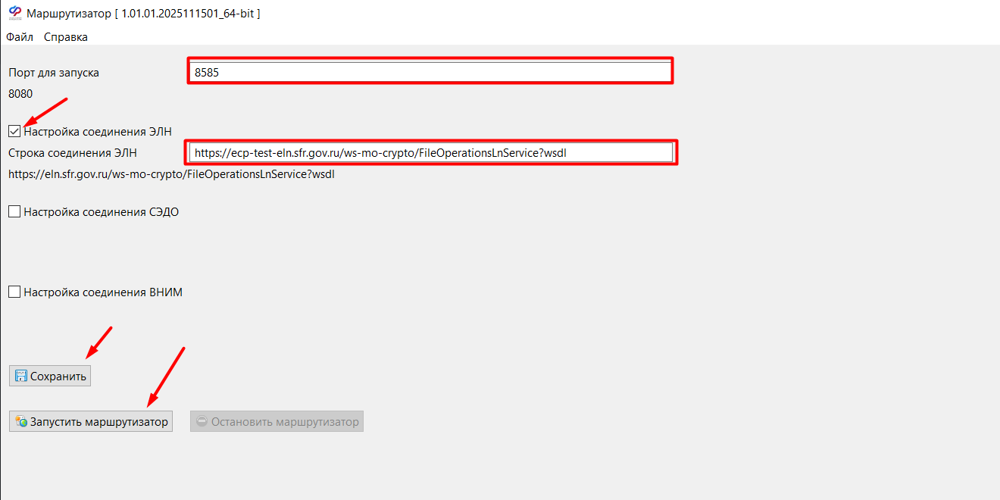 Маршрутизатор [ 1.01.01.2025111501_64-bit ]
Файл Справка
Порт для запуска 8585
8080
Настройка соединения ЭЛН
Строка соединения ЭЛН https://ecp-test-eln.sfr.gov.ru/ws-mo-crypto/FileOperationsLnService?wsdl
https://eln.sfr.gov.ru/ws-mo-crypto/FileOperationsLnService?wsdl
Настройка соединения СЭДО
Настройка соединения ВНИМ
Сохранить
Запустить маршрутизатор Остановить маршрутизатор